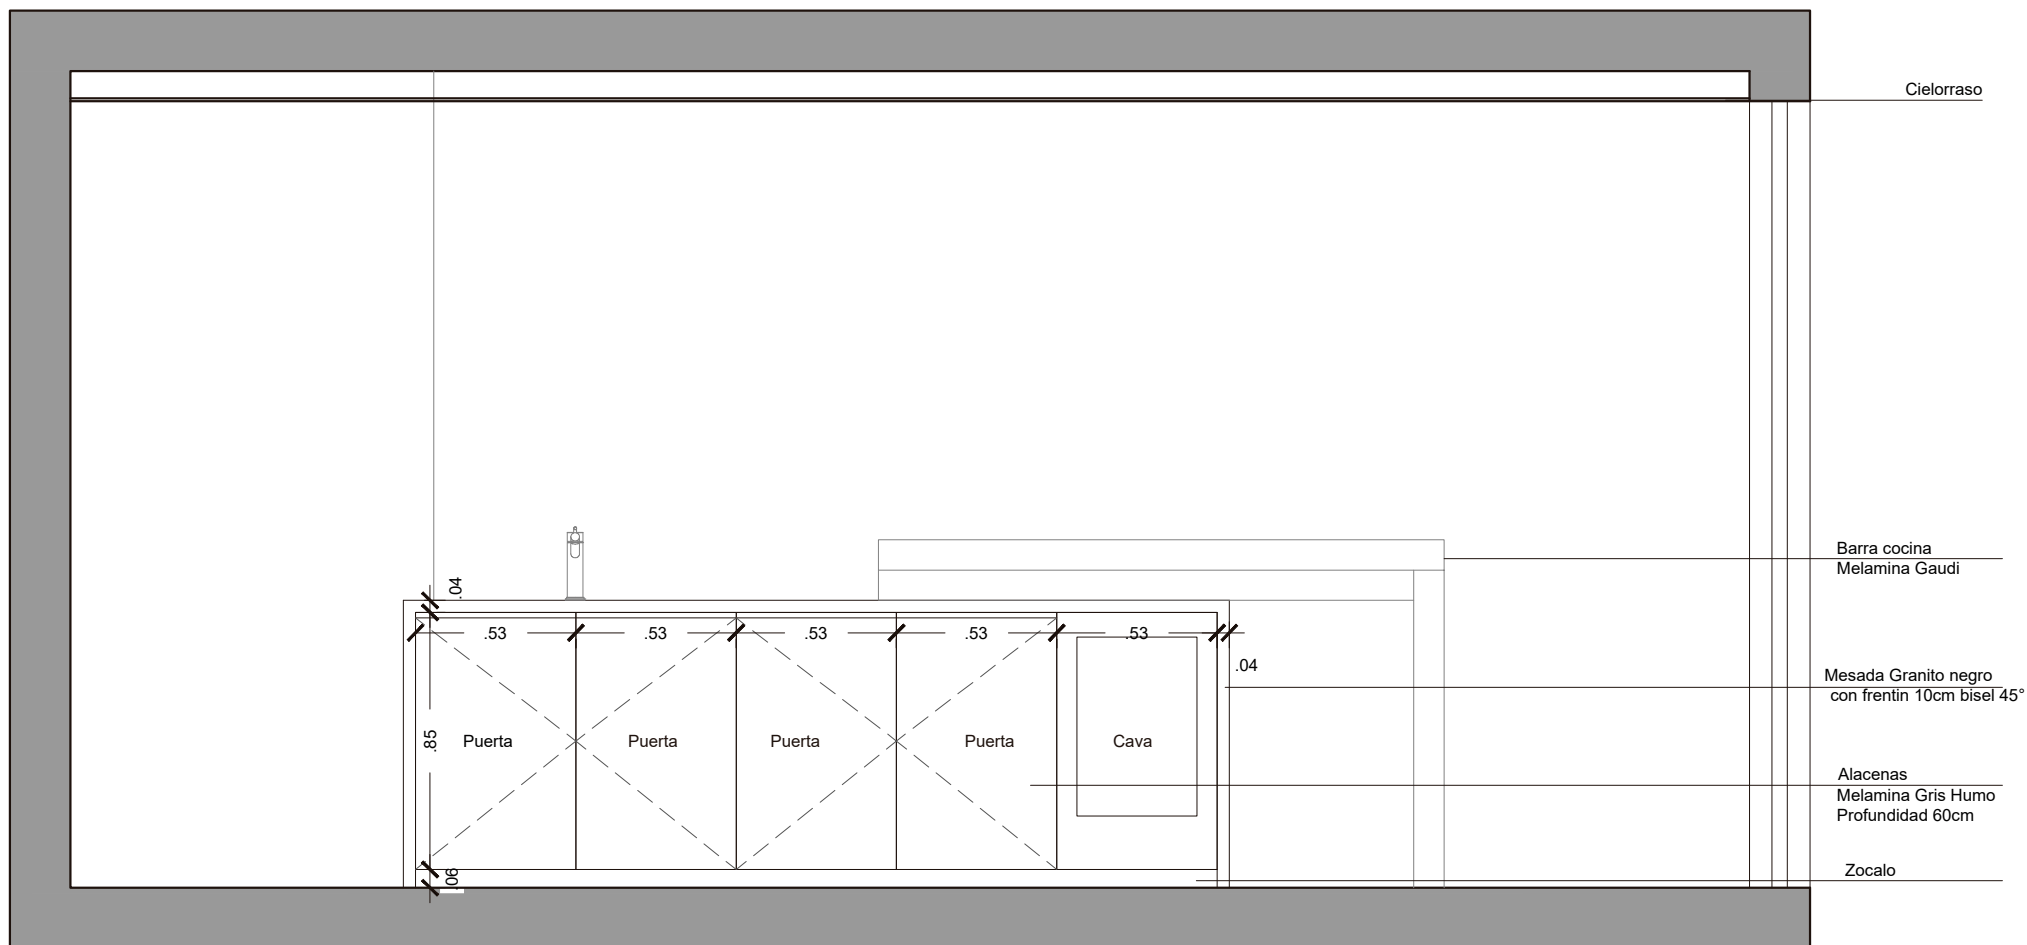 Cielorraso
Barra cocina
Melamina Gaudi
.04
.53
.53
.53
.53
.53
.04
Mesada Granito negro
con frentin 10cm bisel 45°
.85
Puerta
Puerta
Puerta
Puerta
Cava
Alacenas
Melamina Gris Humo
Profundidad 60cm
.06
Zocalo